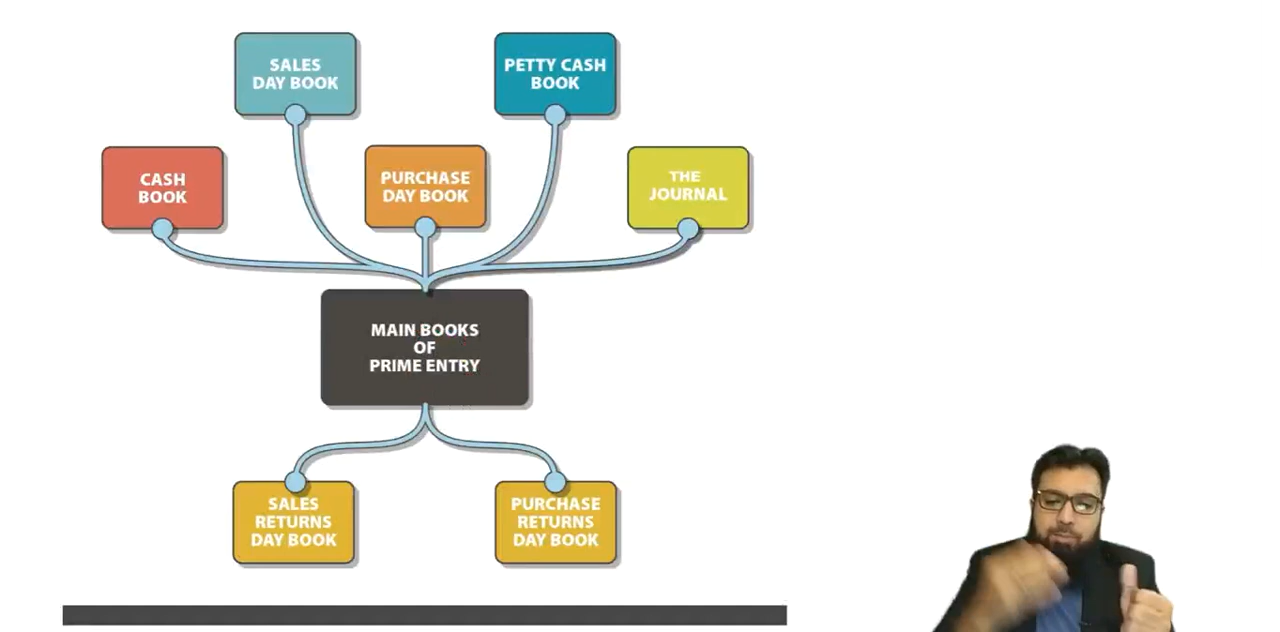 SALES
DAY BOOK
PETTY CASH
BOOK
CASH
BOOK
PURCHASE
DAY BOOK
THE
JOURNAL
MAIN BOOKS
OF
PRIME ENTRY
SALES
RETURNS
DAY BOOK
PURCHASE
RETURNS
DAY BOOK